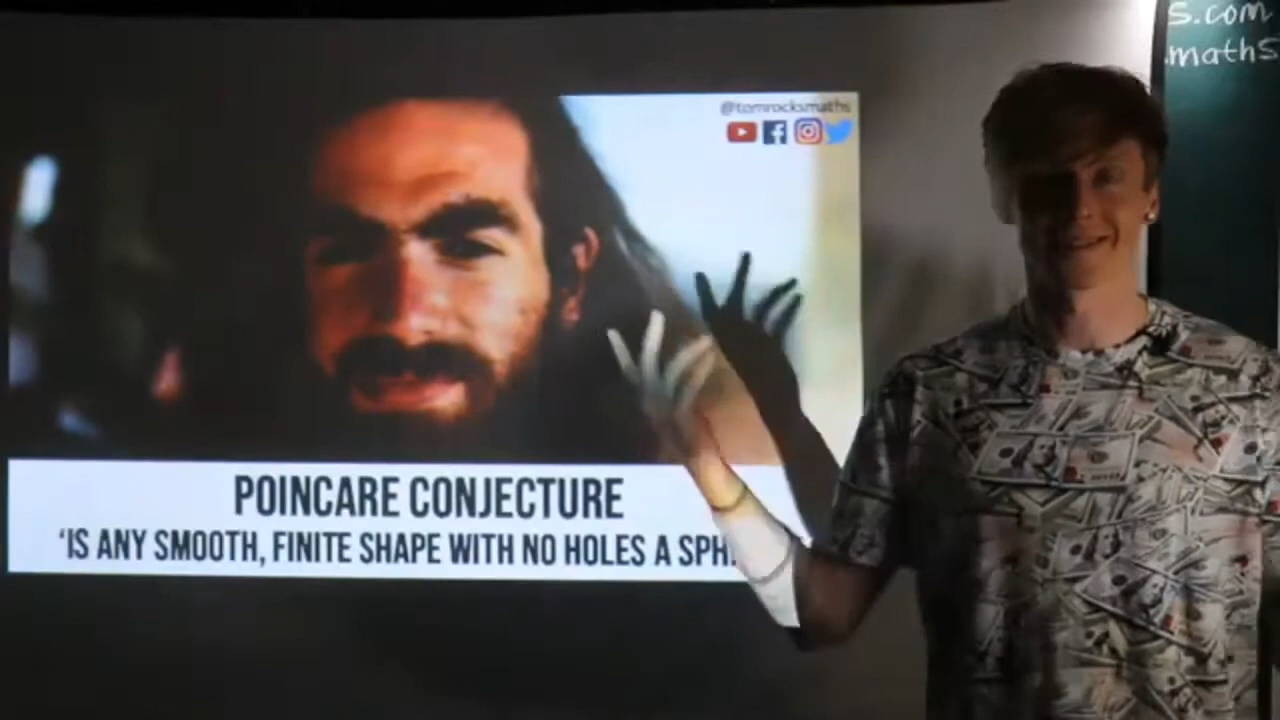 s.com
.maths
@tomrocksmaths
POINCARE CONJECTURE
'IS ANY SMOOTH, FINITE SHAPE WITH NO HOLES A SPH